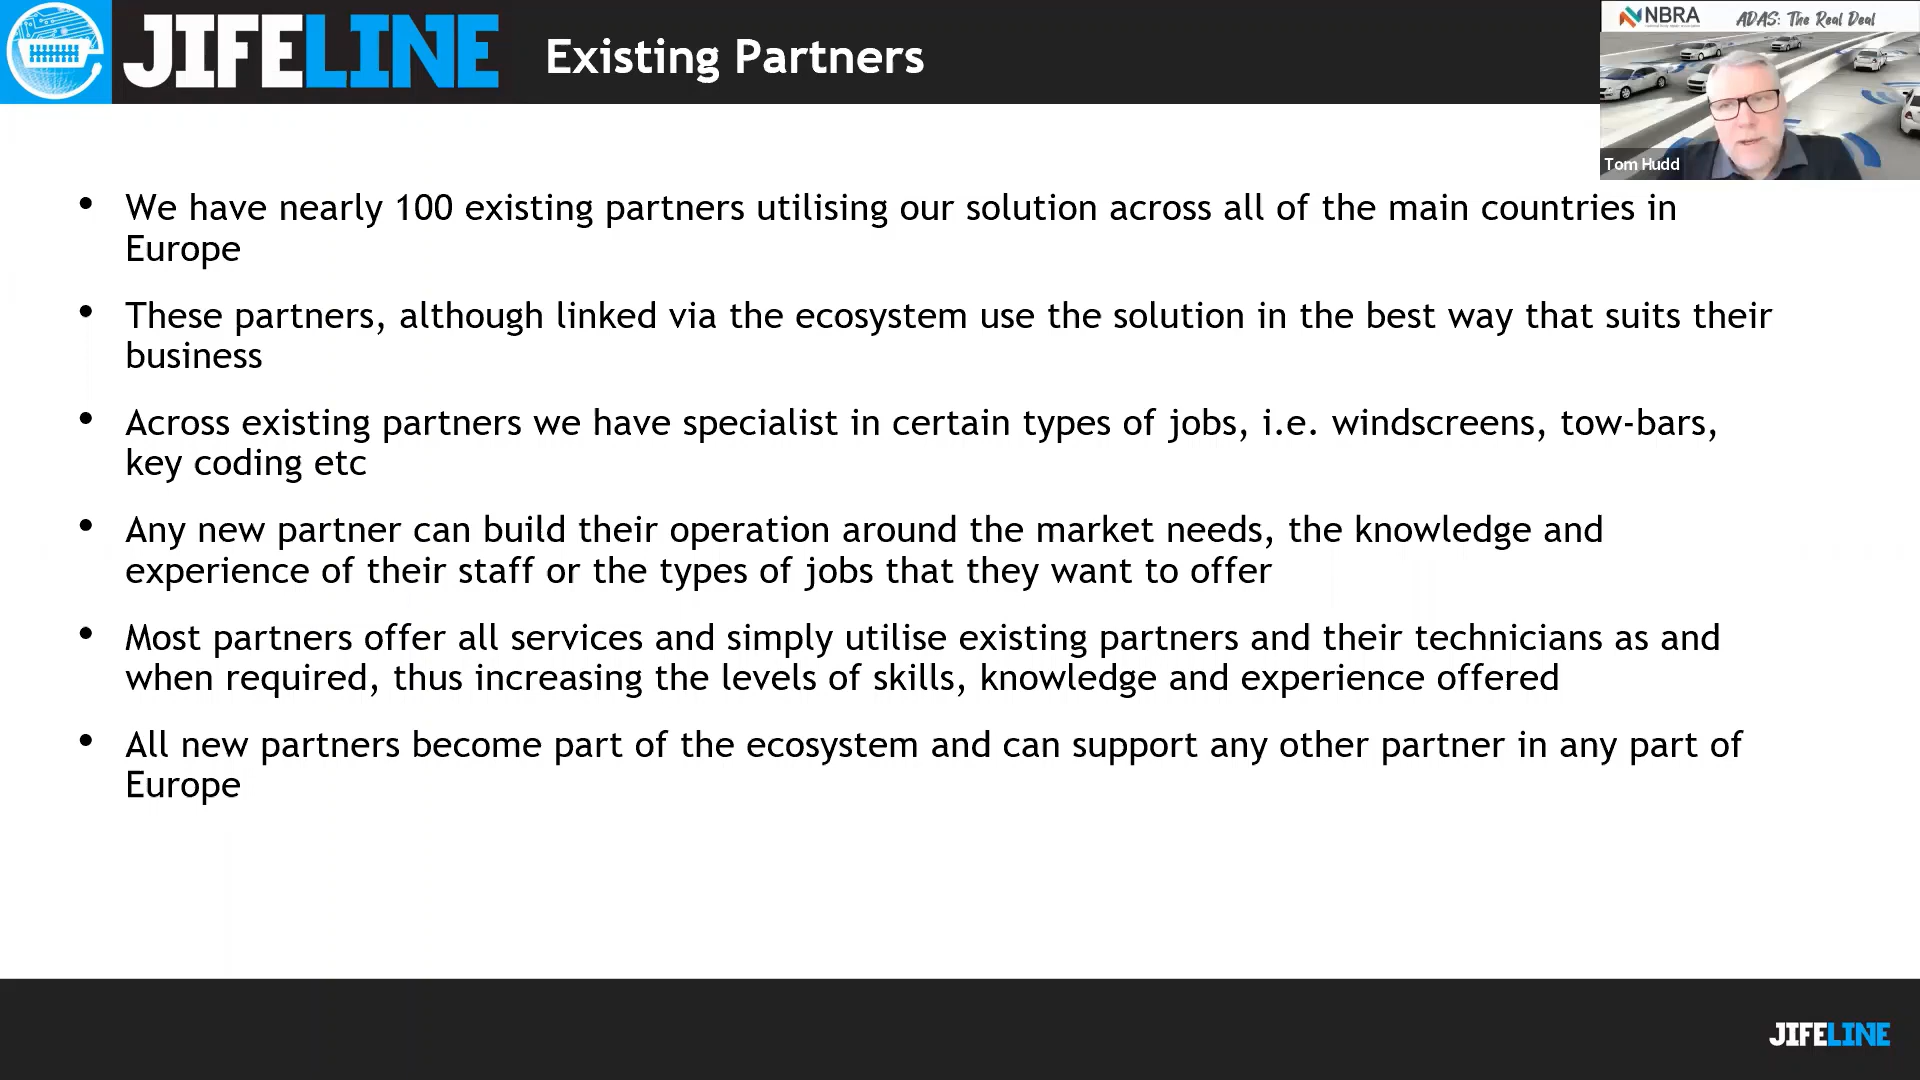 JIFELINE Existing Partners
NBRA ADAS: The Real Deal
Tom Hudd
• We have nearly 100 existing partners utilising our solution across all of the main countries in
Europe
• These partners, although linked via the ecosystem use the solution in the best way that suits their
business
• Across existing partners we have specialist in certain types of jobs, i.e. windscreens, tow-bars,
key coding etc
• Any new partner can build their operation around the market needs, the knowledge and
experience of their staff or the types of jobs that they want to offer
• Most partners offer all services and simply utilise existing partners and their technicians as and
when required, thus increasing the levels of skills, knowledge and experience offered
• All new partners become part of the ecosystem and can support any other partner in any part of
Europe
JIFELINE